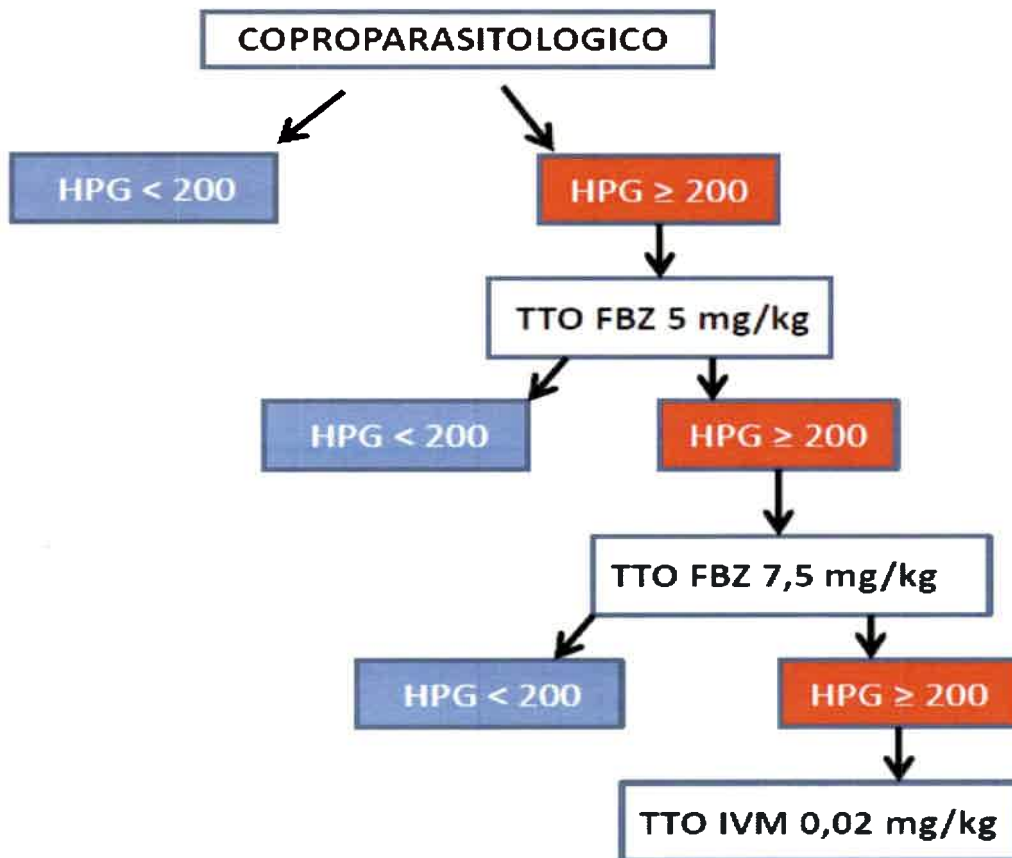 COPROPARASITOLOGICO
HPG < 200
HPG ≥ 200
TTO FBZ 5 mg/kg
HPG < 200
HPG ≥ 200
TTO FBZ 7,5 mg/kg
HPG < 200
HPG ≥ 200
TTO IVM 0,02 mg/kg